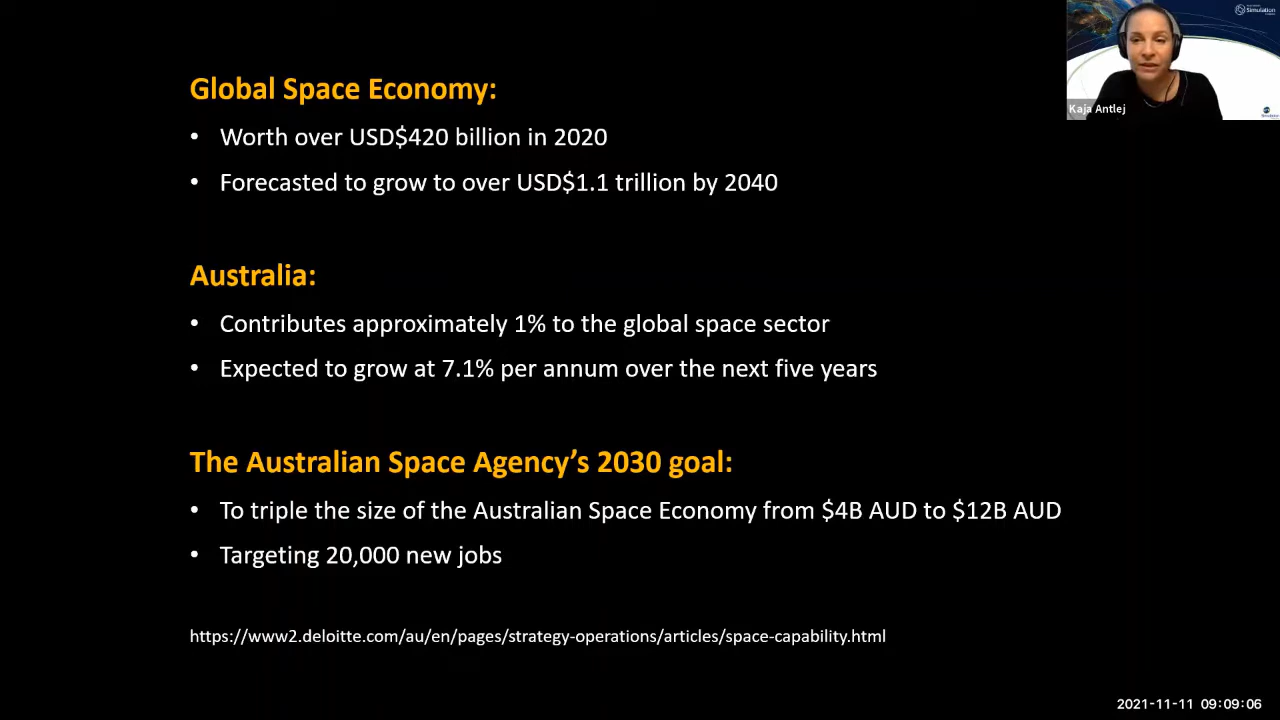 Simulation
Kaja Antlej
Global Space Economy:
• Worth over USD$420 billion in 2020
• Forecasted to grow to over USD$1.1 trillion by 2040
Australia:
• Contributes approximately 1% to the global space sector
• Expected to grow at 7.1% per annum over the next five years
The Australian Space Agency’s 2030 goal:
• To triple the size of the Australian Space Economy from $4B AUD to $12B AUD
• Targeting 20,000 new jobs
https://www2.deloitte.com/au/en/pages/strategy-operations/articles/space-capability.html
2021-11-11 09:09:06